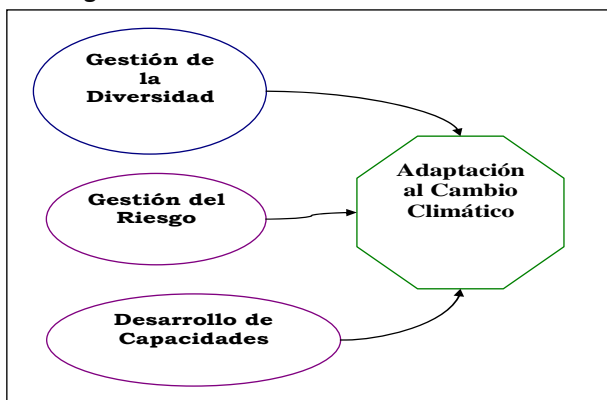 Gestión de
la
Diversidad
Gestión del
Riesgo
Desarrollo de
Capacidades
Adaptación
al Cambio
Climático